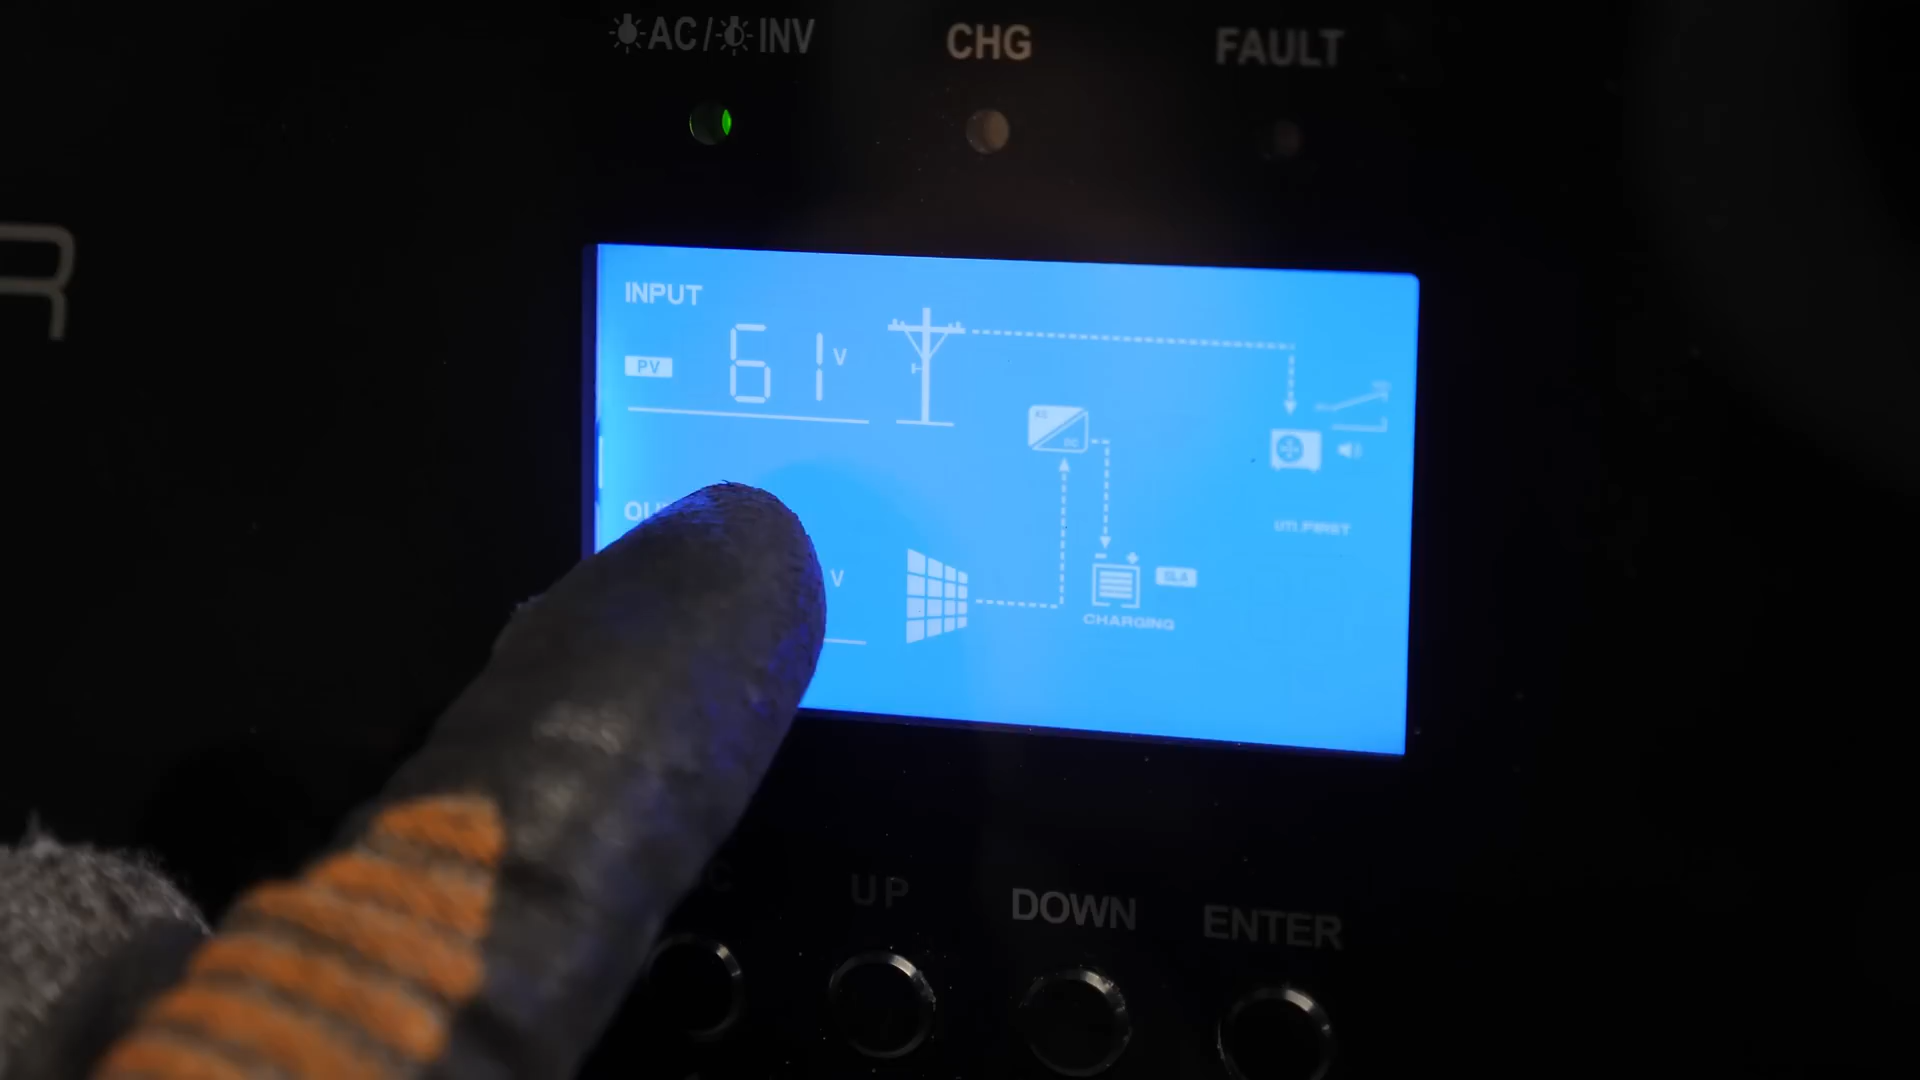 AC/ INV
CHG
FAULT
R
INPUT
PV 61 V
V
SLA
CHARGING
UTI.FIRST
UP
DOWN
ENTER